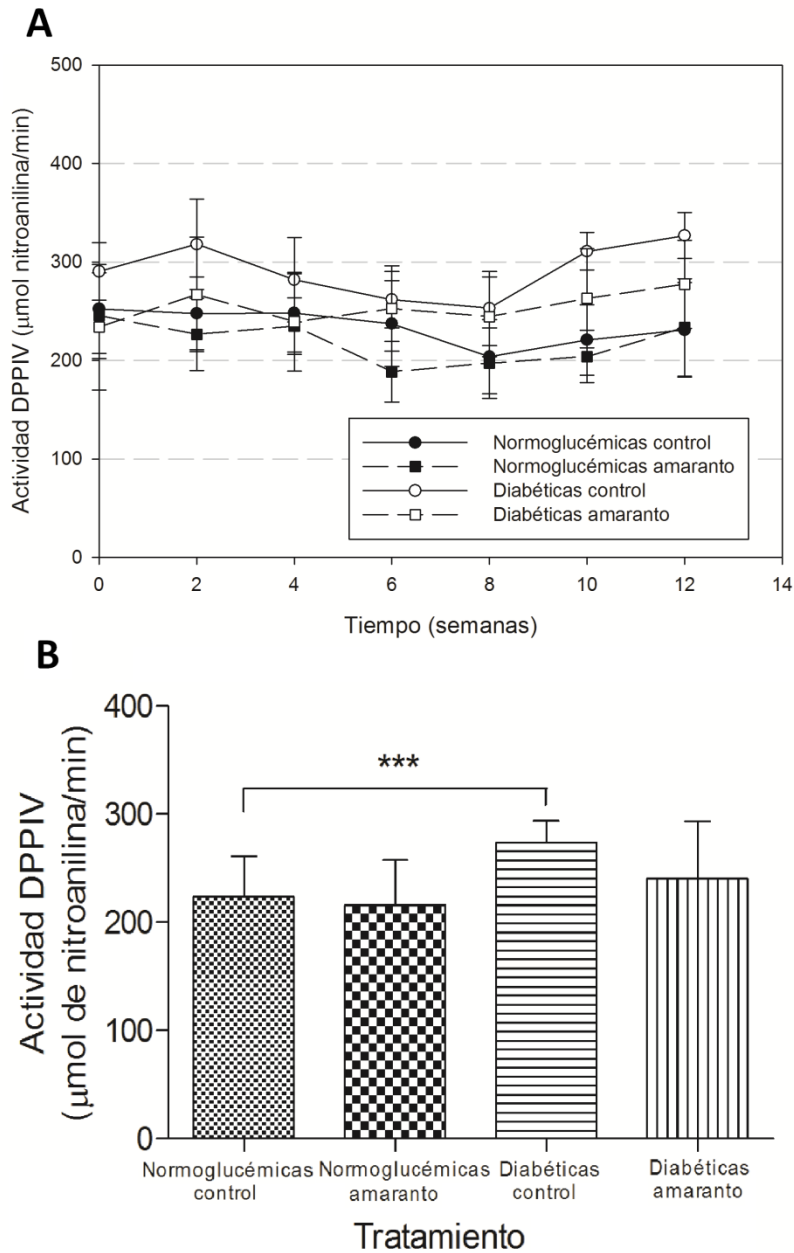 A
Actividad DPPIV (µmol nitroanilina/min)
500
400
300
200
100
0
Normoglucémicas control
Normoglucémicas amaranto
Diabéticas control
Diabéticas amaranto
0 2 4 6 8 10 12 14
Tiempo (semanas)
B
Actividad DPPIV
(µmol de nitroanilina/min)
400
300
200
100
0
***
Normoglucémicas Normoglucémicas Diabéticas Diabéticas
control amaranto control amaranto
Tratamiento